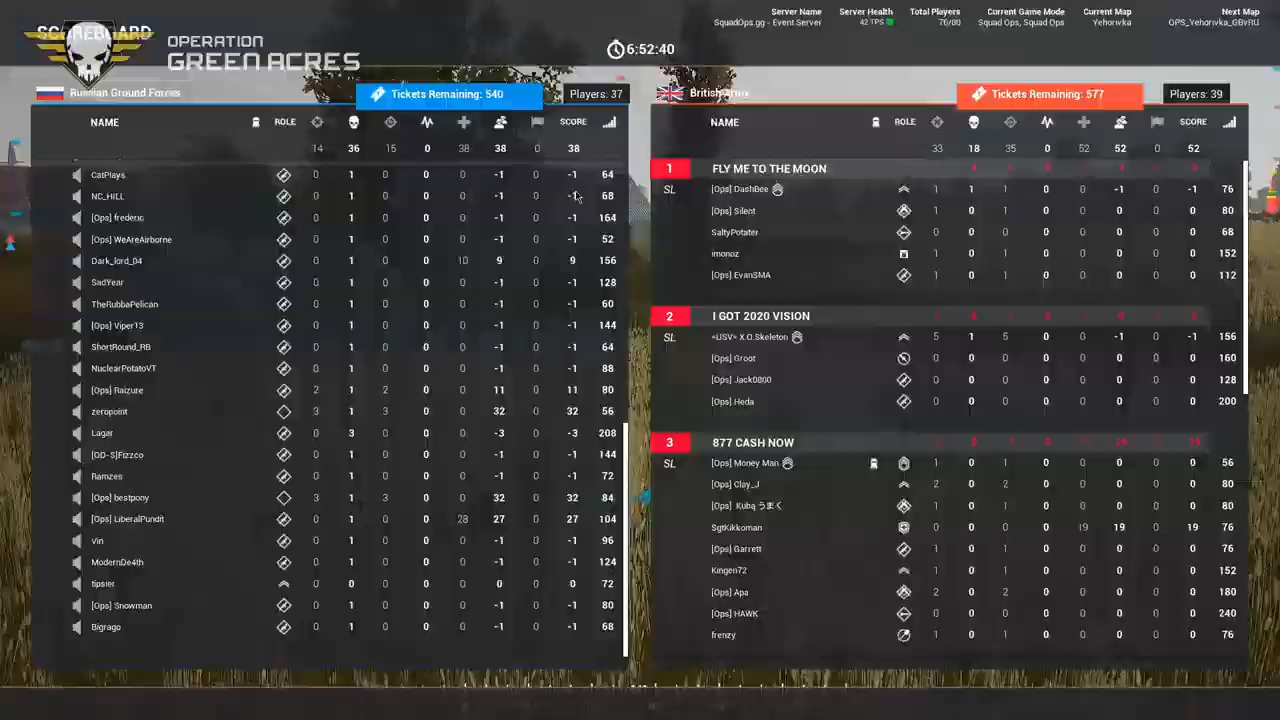 SCOREBOARD
OPERATION
GREEN ACRES
6:52:40
Server Name
SquadOps.gg - Event Server
Server Health
42 TPS
Total Players
76/80
Current Game Mode
Squad Ops, Squad Ops
Current Map
Yehorivka
Next Map
OPS_Yehorivka_GBvRU
Russian Ground Forces
Tickets Remaining: 540
Players: 37
NAME ROLE SCORE
14 36 15 0 38 38 0 38
CatPlays 0 1 0 0 0 -1 0 -1 64
NC_HILL 0 1 0 0 0 -1 0 -1 68
[Ops] frederic 0 1 0 0 0 -1 0 -1 164
[Ops] WeAreAirborne 0 1 0 0 0 -1 0 -1 52
Dark_lord_04 0 1 0 0 10 9 0 9 156
SadYear 0 1 0 0 0 -1 0 -1 128
TheRubbaPelican 0 1 0 0 0 -1 0 -1 60
[Ops] Viper13 0 1 0 0 0 -1 0 -1 144
ShortRound_RB 0 1 0 0 0 -1 0 -1 64
NuclearPotatoVT 0 1 0 0 0 -1 0 -1 88
[Ops] Raizure 2 1 2 0 0 11 0 11 80
zeropoint 3 1 3 0 0 32 0 32 56
Lagar 0 3 0 0 0 -3 0 -3 208
[OD-S]Fizzco 0 1 0 0 0 -1 0 -1 144
Ramzes 0 1 0 0 0 -1 0 -1 72
[Ops] bestpony 3 1 3 0 0 32 0 32 84
[Ops] LiberalPundit 0 1 0 0 28 27 0 27 104
Vin 0 1 0 0 0 -1 0 -1 96
ModernDe4th 0 1 0 0 0 -1 0 -1 124
tipsier 0 0 0 0 0 0 0 0 72
[Ops] Snowman 0 1 0 0 0 -1 0 -1 80
Bigrago 0 1 0 0 0 -1 0 -1 68
British Army
Tickets Remaining: 577
Players: 39
NAME ROLE SCORE
33 18 35 0 52 52 0 52
1 FLY ME TO THE MOON
SL [Ops] DashBee 1 1 1 0 0 -1 0 -1 76
[Ops] Silent 1 0 1 0 0 0 0 0 80
SaltyPotater 0 0 0 0 0 0 0 0 68
imonoz 1 0 1 0 0 0 0 0 152
[Ops] EvanSMA 1 0 1 0 0 0 0 0 112
2 I GOT 2020 VISION
SL =USV= X.O.Skeleton 5 1 5 0 0 -1 0 -1 156
[Ops] Groot 0 0 0 0 0 0 0 0 160
[Ops] Jack0800 0 0 0 0 0 0 0 0 128
[Ops] Heda 0 0 0 0 0 0 0 0 200
3 877 CASH NOW
SL [Ops] Money Man 1 0 1 0 0 0 0 0 56
[Ops] Clay_J 2 0 2 0 0 0 0 0 80
[Ops] Kubą うまく 1 0 1 0 0 0 0 0 80
SgtKikkoman 0 0 0 0 19 19 0 19 76
[Ops] Garrett 1 0 1 0 0 0 0 0 76
Kingen72 1 0 1 0 0 0 0 0 152
[Ops] Apa 2 0 2 0 0 0 0 0 180
[Ops] HAWK 0 0 0 0 0 0 0 0 240
frenzy 1 0 1 0 0 0 0 0 76